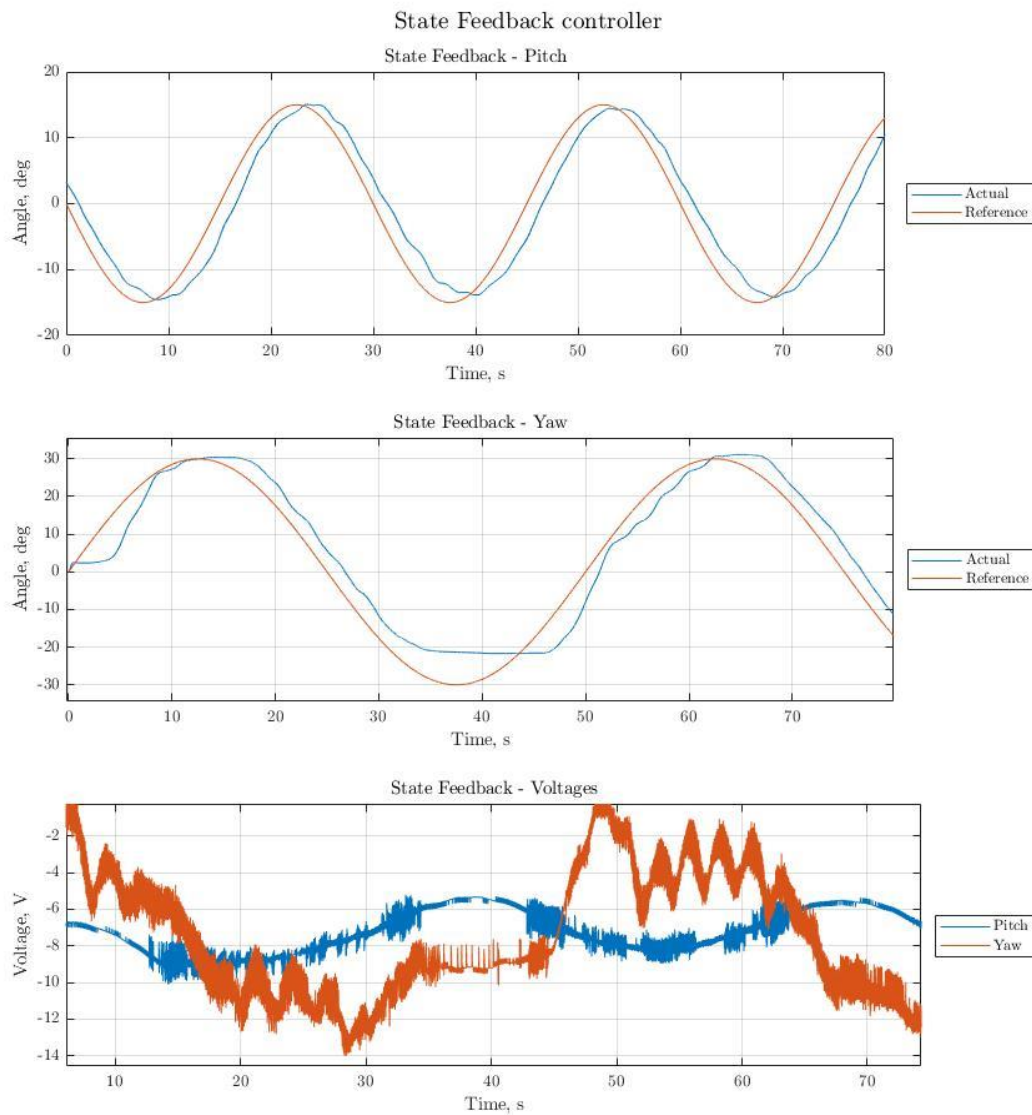 State Feedback controller
State Feedback - Pitch
20
10
0
-10
-20
Angle, deg
0 10 20 30 40 50 60 70 80
Time, s
Actual
Reference
State Feedback - Yaw
30
20
10
0
-10
-20
-30
Angle, deg
0 10 20 30 40 50 60 70
Time, s
Actual
Reference
State Feedback - Voltages
-2
-4
-6
-8
-10
-12
-14
Voltage, V
10 20 30 40 50 60 70
Time, s
Pitch
Yaw